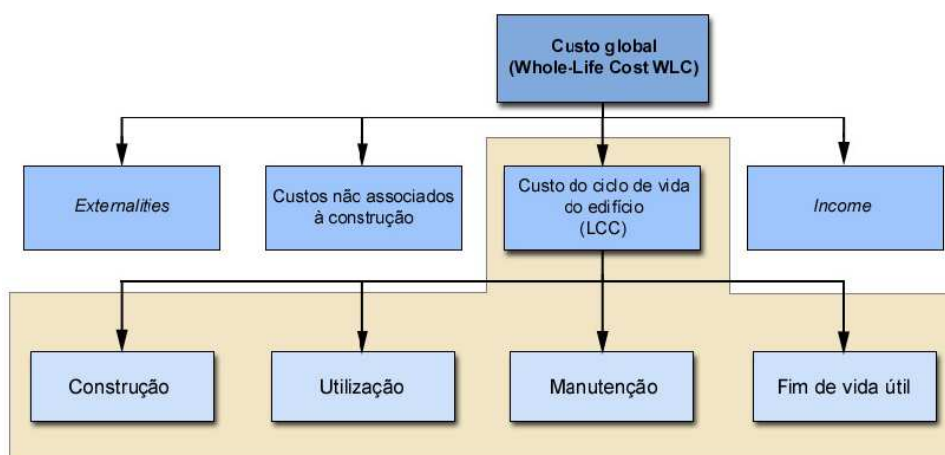 Custo global
(Whole-Life Cost WLC)
Externalities
Custos não associados
à construção
Custo do ciclo de vida
do edifício
(LCC)
Income
Construção
Utilização
Manutenção
Fim de vida útil